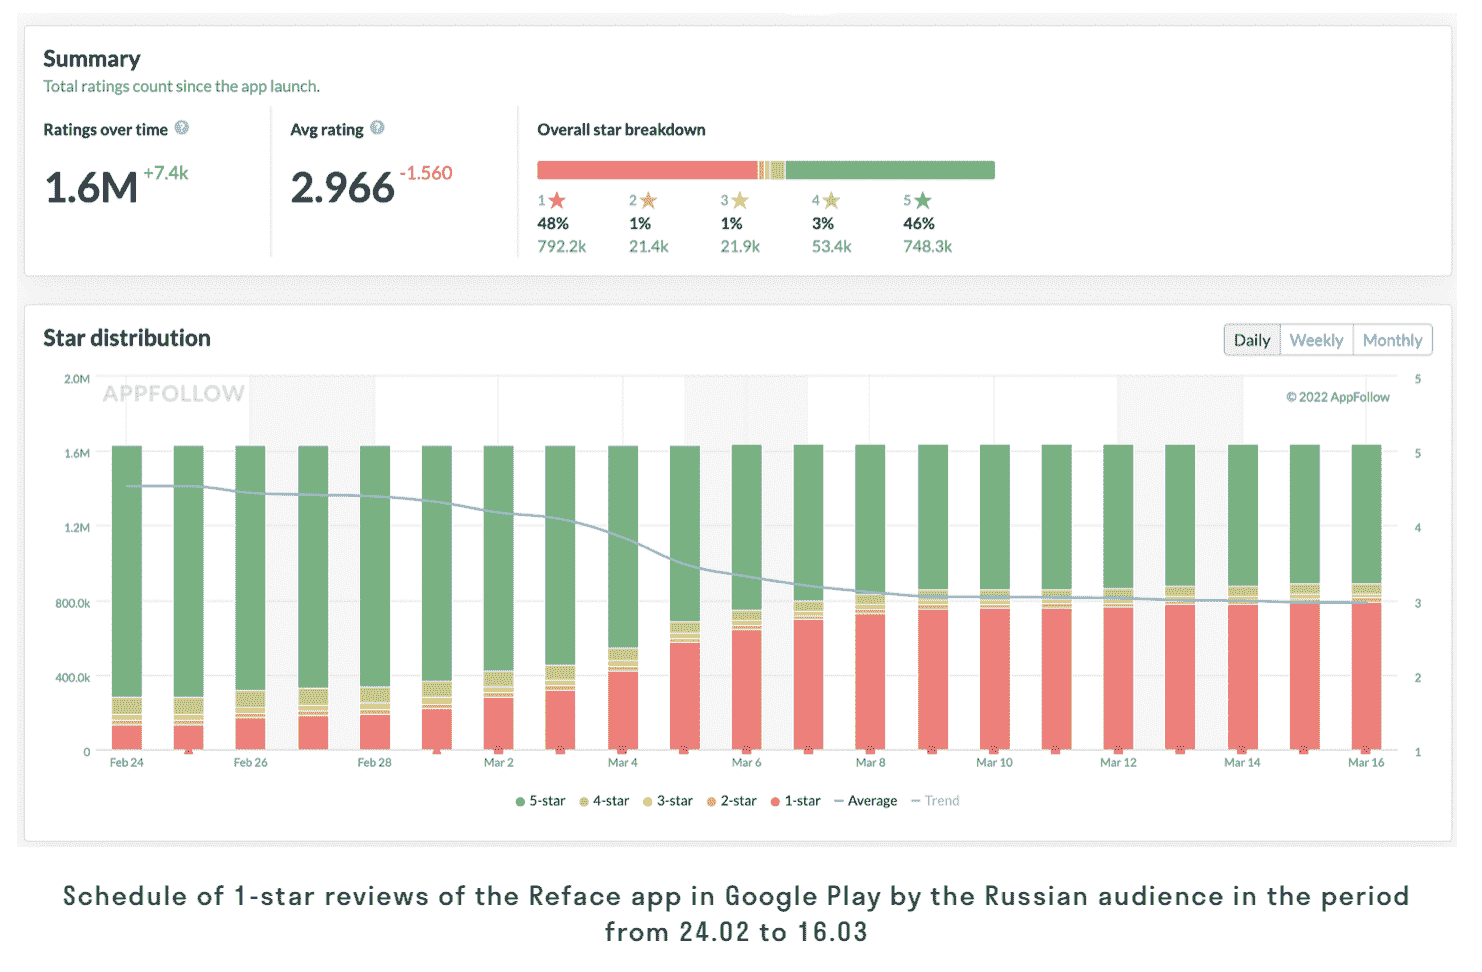 Summary
Total ratings count since the app launch.
Ratings over time ?
Avg rating ?
Overall star breakdown
1.6M +7.4k
2.966 -1.560
1 2 3 4 5
48% 1% 1% 3% 46%
792.2k 21.4k 21.9k 53.4k 748.3k
Star distribution
Daily Weekly Monthly
2.0M 5
APPFOLLOW
© 2022 AppFollow
1.6M 5
1.2M 4
800.0k 3
400.0k 2
0 1
Feb 24 Feb 26 Feb 28 Mar 2 Mar 4 Mar 6 Mar 8 Mar 10 Mar 12 Mar 14 Mar 16
5-star 4-star 3-star 2-star 1-star Average Trend
Schedule of 1-star reviews of the Reface app in Google Play by the Russian audience in the period
from 24.02 to 16.03